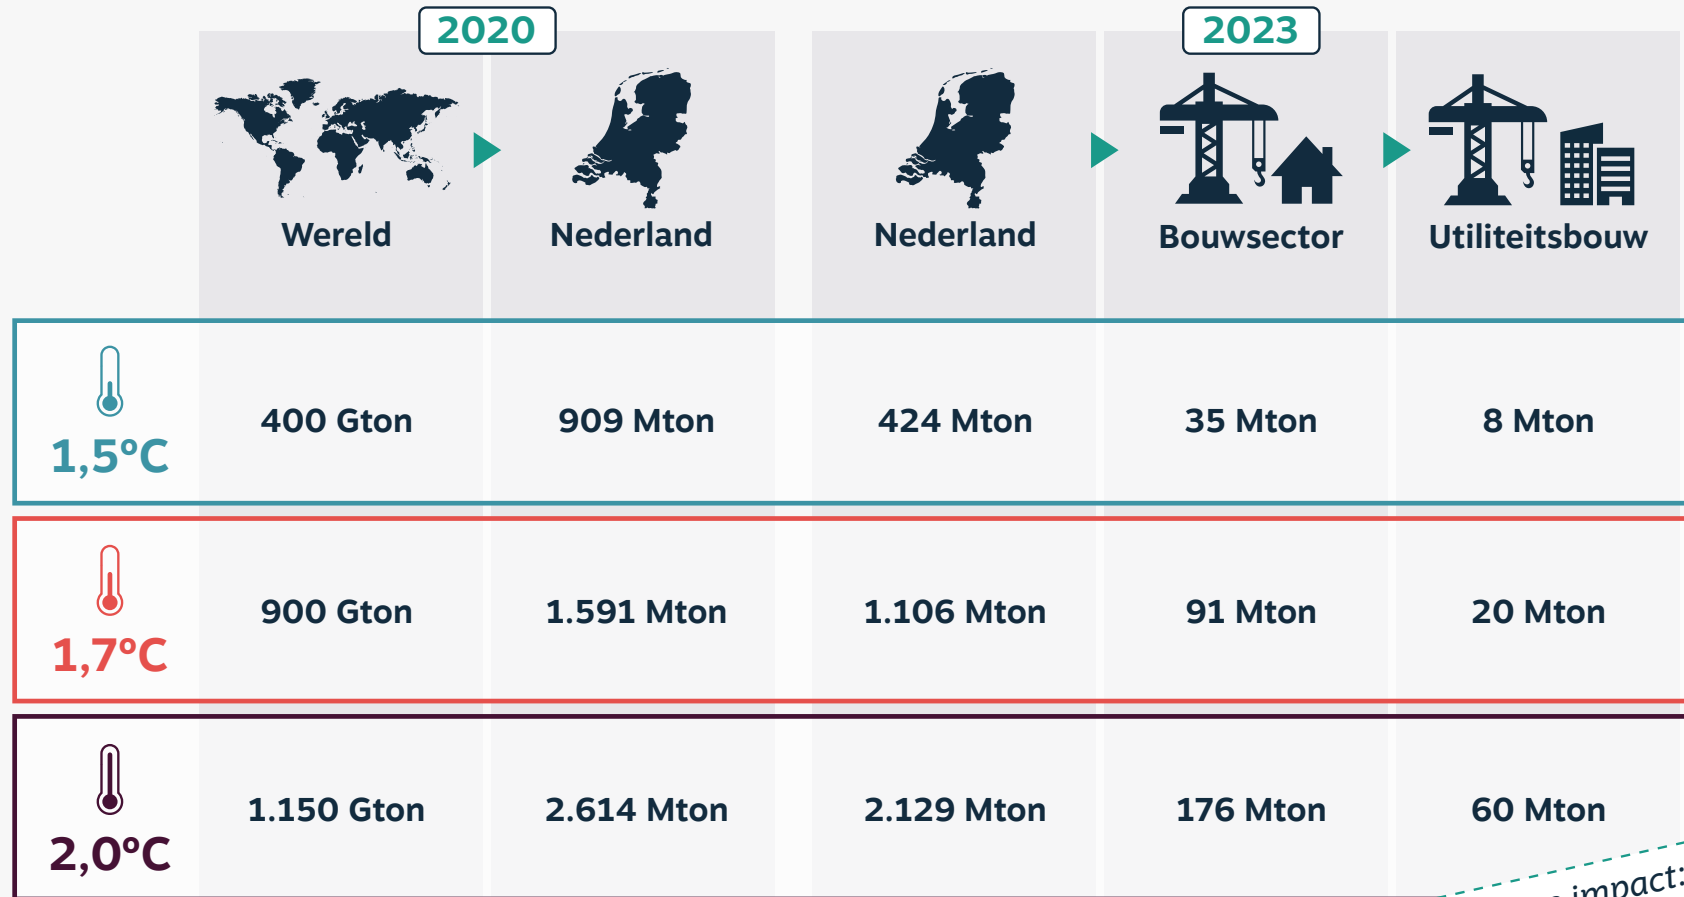 2020
2023
Wereld
Nederland
Nederland
Bouwsector
Utiliteitsbouw
1,5°C
400 Gton
909 Mton
424 Mton
35 Mton
8 Mton
1,7°C
900 Gton
1.591 Mton
1.106 Mton
91 Mton
20 Mton
2,0°C
1.150 Gton
2.614 Mton
2.129 Mton
176 Mton
60 Mton
impact: